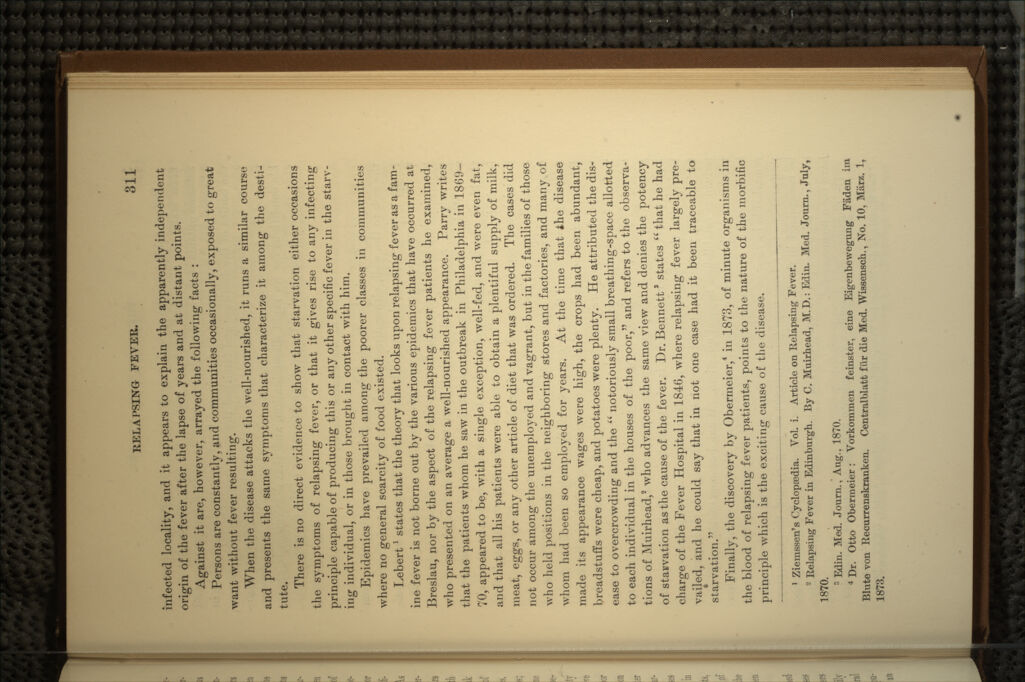 RELAPSING FEVER. 311
infected locality, and it appears to explain the apparently independent
origin of the fever after the lapse of years and at distant points.
Against it are, however, arrayed the following facts :
Persons are constantly, and communities occasionally, exposed to great
want without fever resulting.
When the disease attacks the well-nourished, it runs a similar course
and presents the same symptoms that characterize it among the desti-
tute.
There is no direct evidence to show that starvation either occasions
the symptoms of relapsing fever, or that it gives rise to any infecting
principle capable of producing this or any other specific fever in the starv-
ing individual, or in those brought in contact with him.
Epidemics have prevailed among the poorer classes in communities
where no general scarcity of food existed.
Lebert ¹ states that the theory that looks upon relapsing fever as a fam-
ine fever is not borne out by the various epidemics that have occurred at
Breslau, nor by the aspect of the relapsing fever patients he examined,
who presented on an average a well-nourished appearance. Parry writes
that the patients whom he saw in the outbreak in Philadelphia in 1869-
70, appeared to be, with a single exception, well-fed, and were even fat,
and that all his patients were able to obtain a plentiful supply of milk,
meat, eggs, or any other article of diet that was ordered. The cases did
not occur among the unemployed and vagrant, but in the families of those
who held positions in the neighboring stores and factories, and many of
whom had been so employed for years. At the time that the disease
made its appearance wages were high, the crops had been abundant,
breadstuffs were cheap, and potatoes were plenty. He attributed the dis-
ease to overcrowding and the “ notoriously small breathing-space allotted
to each individual in the houses of the poor,” and refers to the observa-
tions of Muirhead,² who advances the same view and denies the potency
of starvation as the cause of the fever. Dr. Bennett ³ states “ that he had
charge of the Fever Hospital in 1846, where relapsing fever largely pre-
vailed, and he could say that in not one case had it been traceable to
starvation.”
Finally, the discovery by Obermeier,⁴ in 1873, of minute organisms in
the blood of relapsing fever patients, points to the nature of the morbific
principle which is the exciting cause of the disease.
¹ Ziemssen's Cyclopædia. Vol. i. Article on Relapsing Fever.
² Relapsing Fever in Edinburgh. By C. Muirhead, M.D.: Edin. Med. Journ., July,
1870.
³ Edin. Med. Journ., Aug., 1870.
⁴ Dr. Otto Obermeier: Vorkommen feinster, eine Eigenbewegung Fäden im
Blute von Recurrenskranken. Centralblatt für die Med. Wissensch., No. 10, März. 1,
1873.